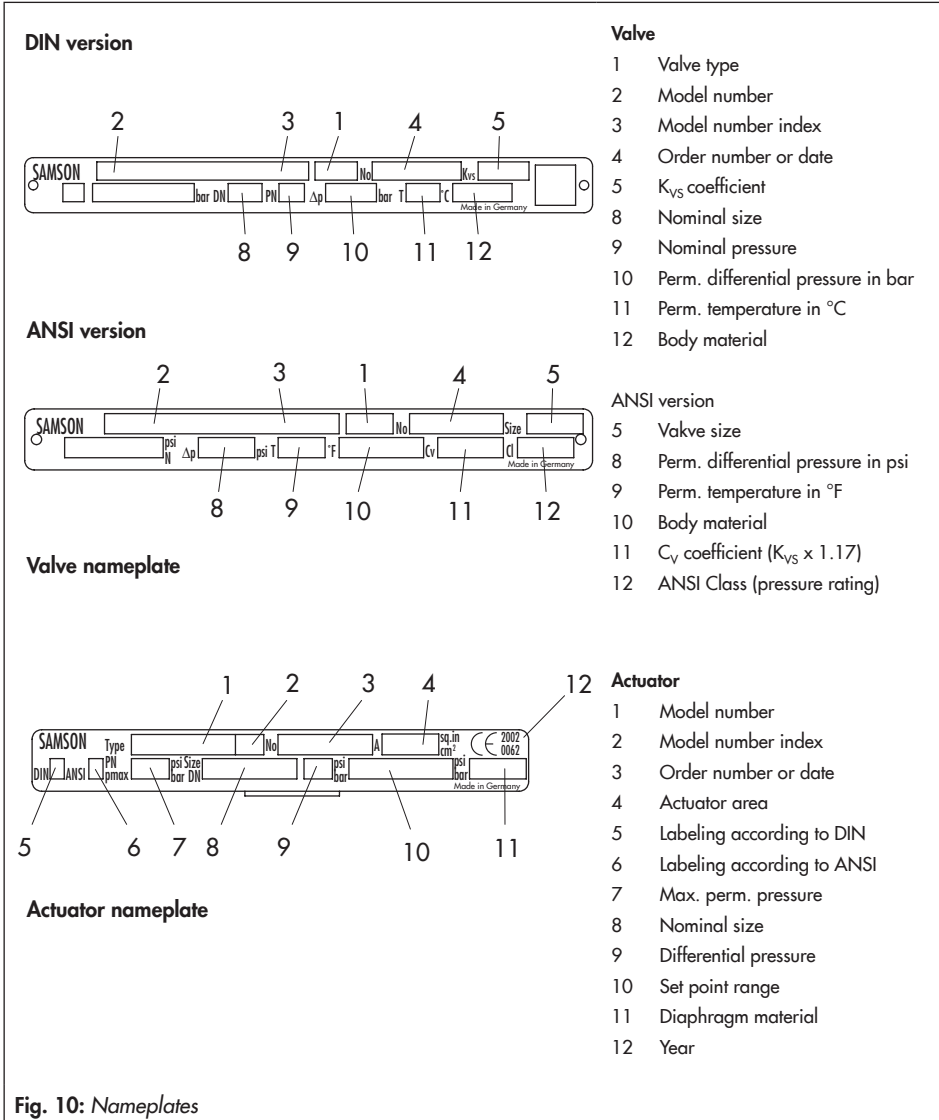 DIN version
2 3 1 4 5
SAMSON No Kvs
bar DN PN Δp bar T °C
Made in Germany
8 9 10 11 12
ANSI version
2 3 1 4 5
SAMSON No Size
psi N Δp psi T °F Cv Cl
Made in Germany
8 9 10 11 12
Valve nameplate
1 2 3 4 12
SAMSON Type No A sq.in cm² CE 2002 0062
DIN ANSI PN pmax psi bar Size DN psi bar psi bar
Made in Germany
5 6 7 8 9 10 11
Actuator nameplate
Valve
1 Valve type
2 Model number
3 Model number index
4 Order number or date
5 KVS coefficient
8 Nominal size
9 Nominal pressure
10 Perm. differential pressure in bar
11 Perm. temperature in °C
12 Body material
ANSI version
5 Vakve size
8 Perm. differential pressure in psi
9 Perm. temperature in °F
10 Body material
11 CV coefficient (KVS x 1.17)
12 ANSI Class (pressure rating)
Actuator
1 Model number
2 Model number index
3 Order number or date
4 Actuator area
5 Labeling according to DIN
6 Labeling according to ANSI
7 Max. perm. pressure
8 Nominal size
9 Differential pressure
10 Set point range
11 Diaphragm material
12 Year
Fig. 10: Nameplates